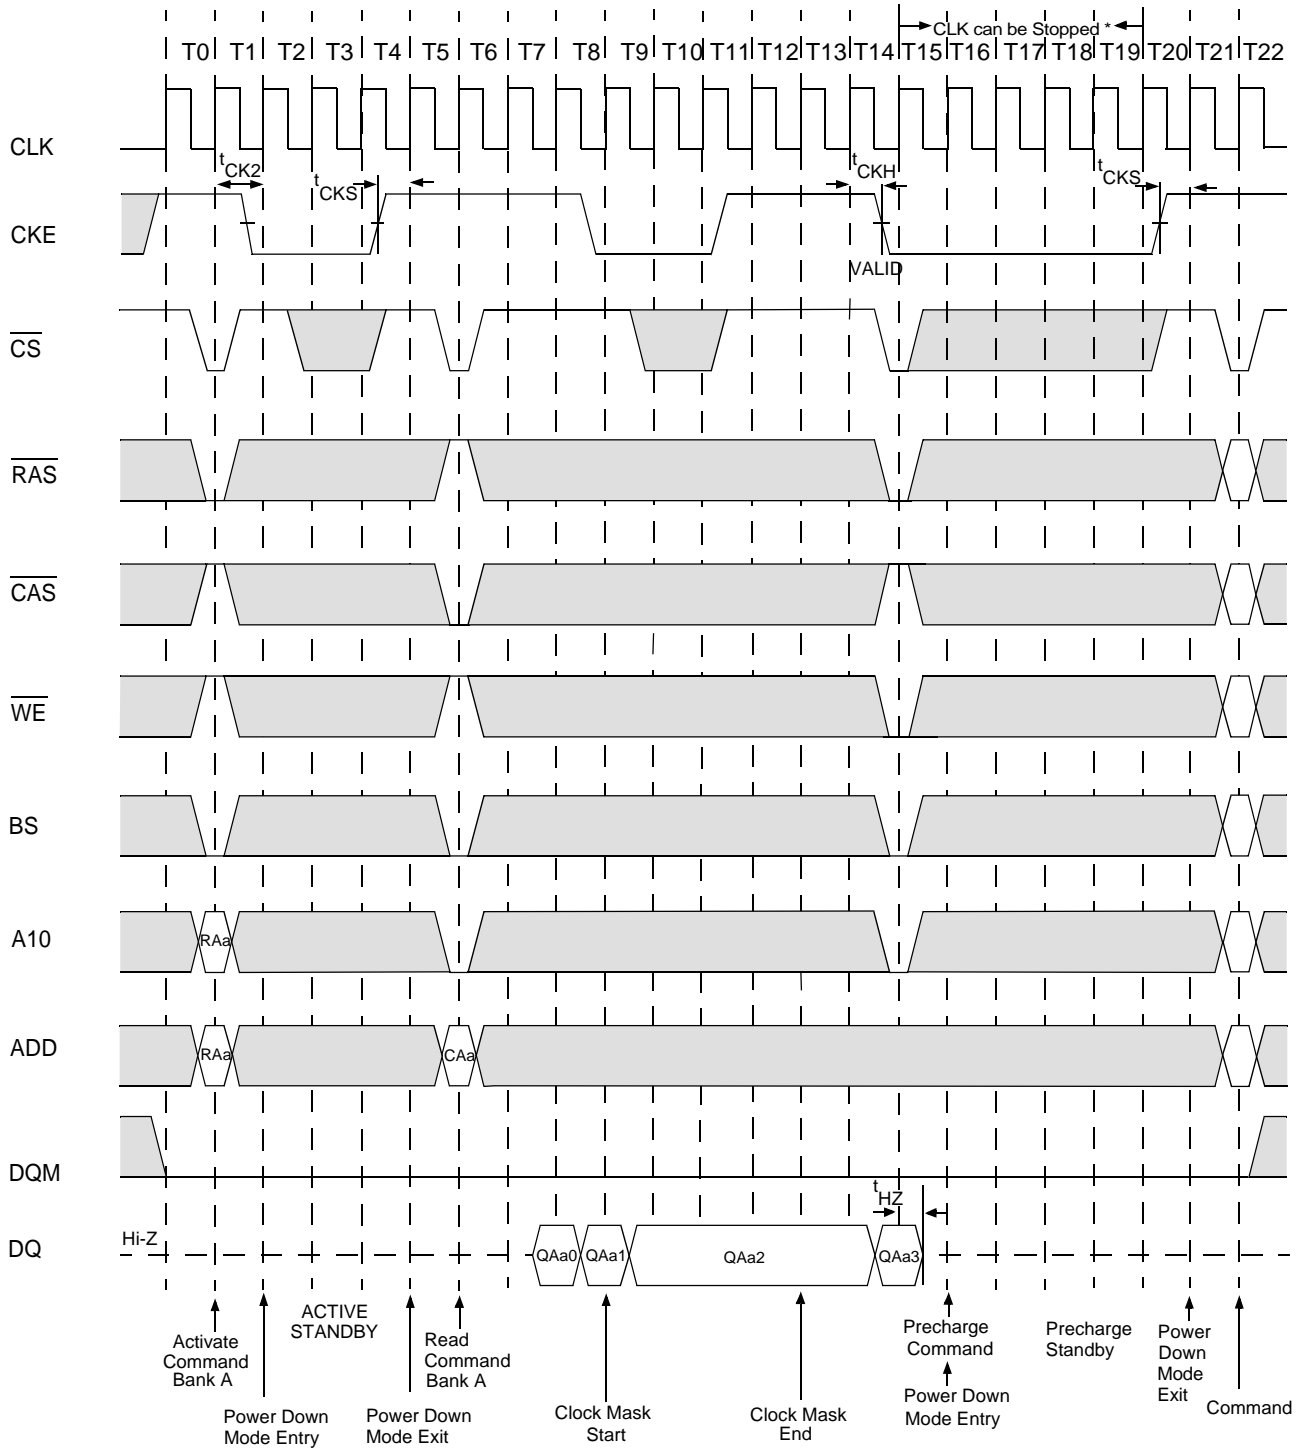 CLK can be Stopped *
T0 T1 T2 T3 T4 T5 T6 T7 T8 T9 T10 T11 T12 T13 T14 T15 T16 T17 T18 T19 T20 T21 T22
CLK
tCK2
tCKS
tCKH
tCKS
CKE
VALID
CS
RAS
CAS
WE
BS
A10
RAa
ADD
RAa
CAa
DQM
tHZ
DQ
Hi-Z
QAa0
QAa1
QAa2
QAa3
Activate
Command
Bank A
ACTIVE
STANDBY
Read
Command
Bank A
Precharge
Command
Precharge
Standby
Power
Down
Mode
Exit
Power Down
Mode Entry
Power Down
Mode Exit
Clock Mask
Start
Clock Mask
End
Power Down
Mode Entry
Command